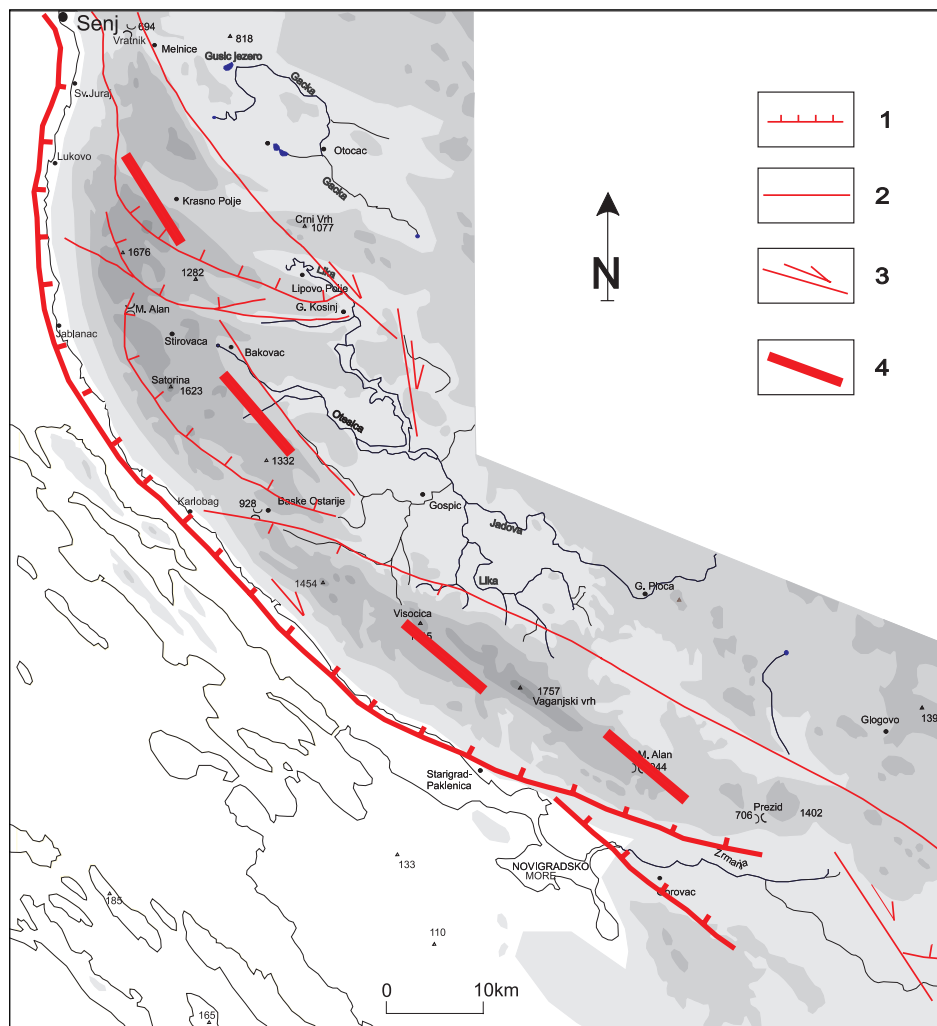 Senj
694
Vratnik
Melnice
818
Gusic jezero
Gacka
Sv.Juraj
1
Otocac
Lukovo
Gacka
2
Krasno Polje
Crni Vrh
1077
1676
1282
Lika
Lipovo Polje
N
3
M. Alan
G. Kosinj
Jablanac
Stirovaca
Bakovac
4
Satorina
1623
Otesica
1332
Karlobag
928
Baske Ostarije
Gospic
Jadova
1454
Lika
G. Ploca
Visocica
1757
Vaganjski vrh
139
Glogovo
M. Alan
Starigrad-
Paklenica
706
Prezid
1402
133
NOVIGRADSKO
MORE
Zrmanja
185
110
0
10km
165